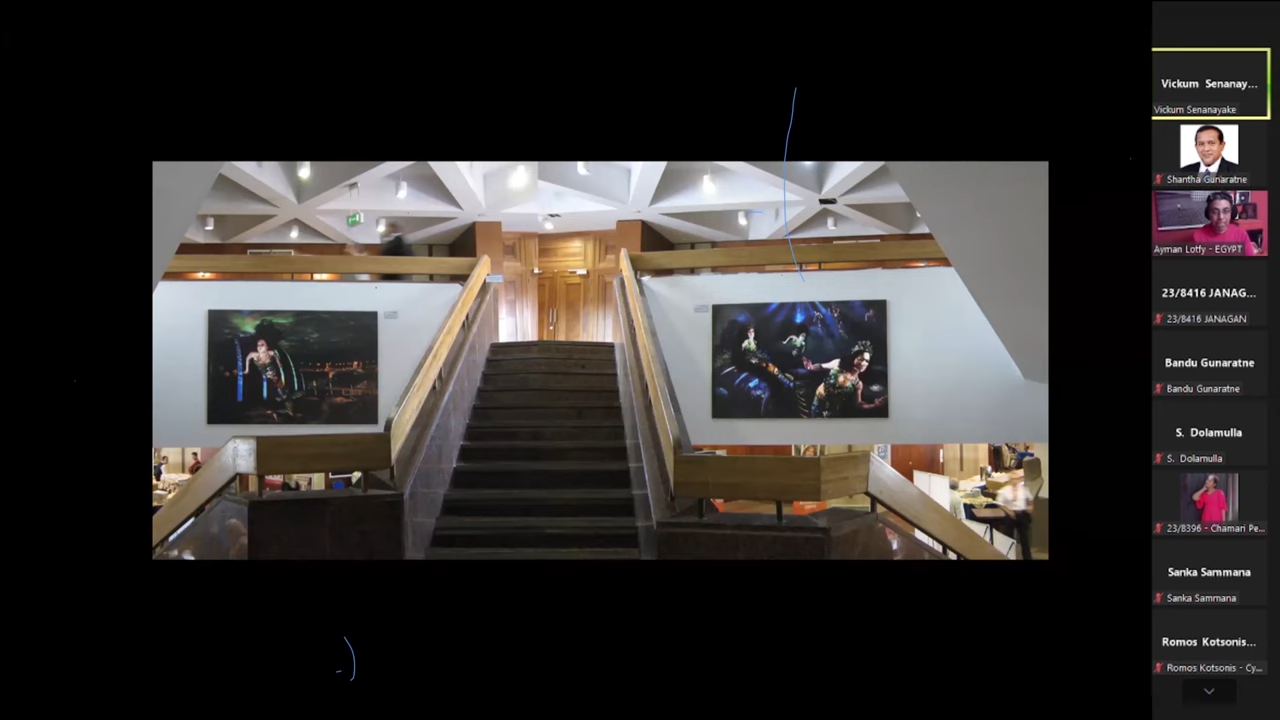 Vickum Senanay...
Vickum Senanayake
Shantha Gunaratne
Ayman Lotfy - EGYPT
23/8416 JANAG...
23/8416 JANAGAN
Bandu Gunaratne
Bandu Gunaratne
S. Dolamulla
S. Dolamulla
23/8396 - Chamari Pe...
Sanka Sammana
Sanka Sammana
Romos Kotsonis...
Romos Kotsonis - Cy...